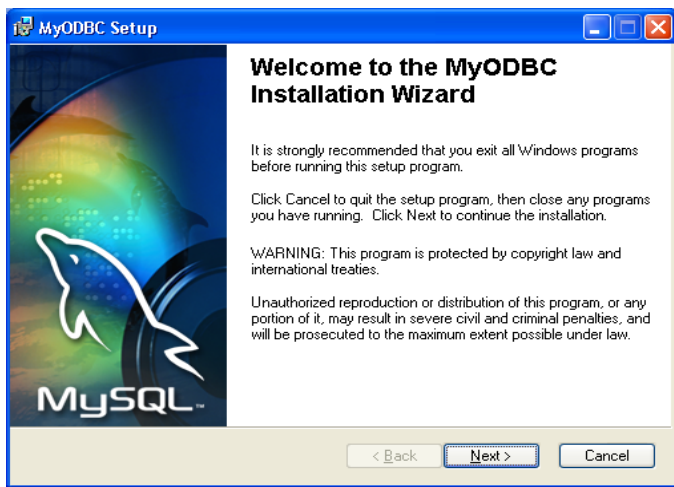 MyODBC Setup
Welcome to the MyODBC
Installation Wizard
It is strongly recommended that you exit all Windows programs
before running this setup program.
Click Cancel to quit the setup program, then close any programs
you have running.  Click Next to continue the installation.
WARNING: This program is protected by copyright law and
international treaties.
Unauthorized reproduction or distribution of this program, or any
portion of it, may result in severe civil and criminal penalties, and
will be prosecuted to the maximum extent possible under law.
MySQL™
< Back Next > Cancel